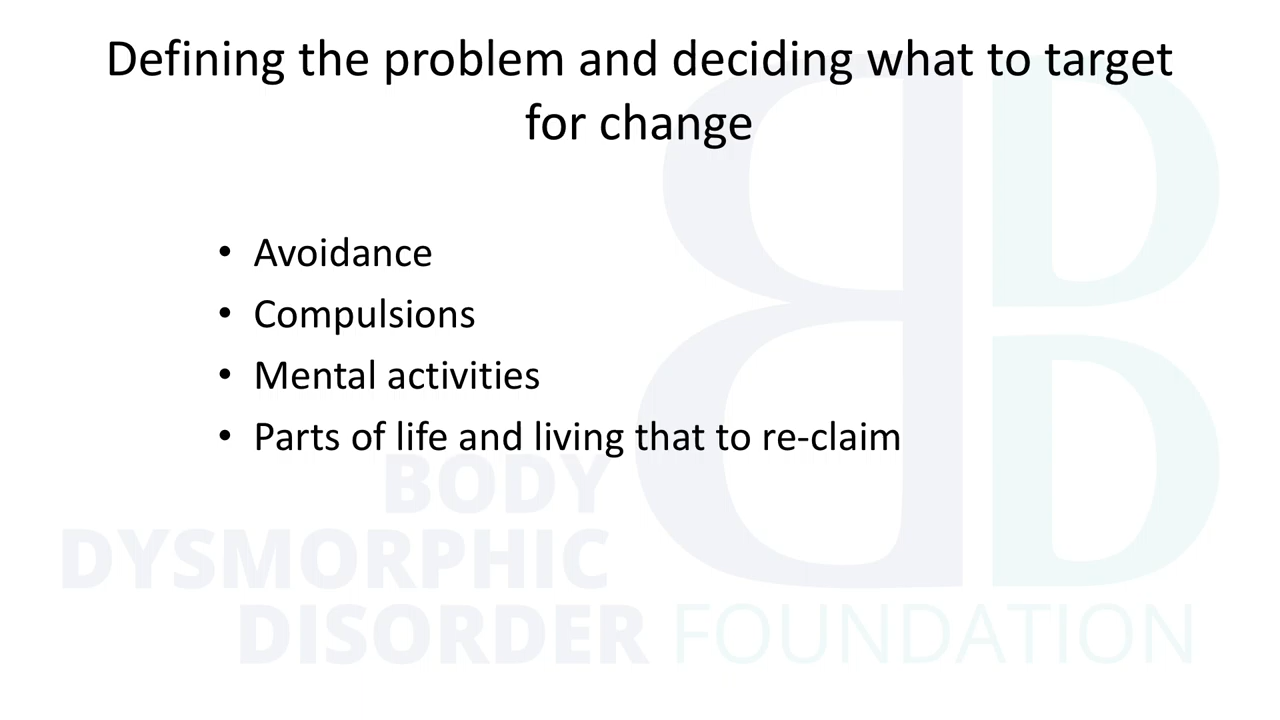 Defining the problem and deciding what to target
for change
• Avoidance
• Compulsions
• Mental activities
• Parts of life and living that to re-claim
BODY
DYSMORPHIC
DISORDER FOUNDATION
BDD